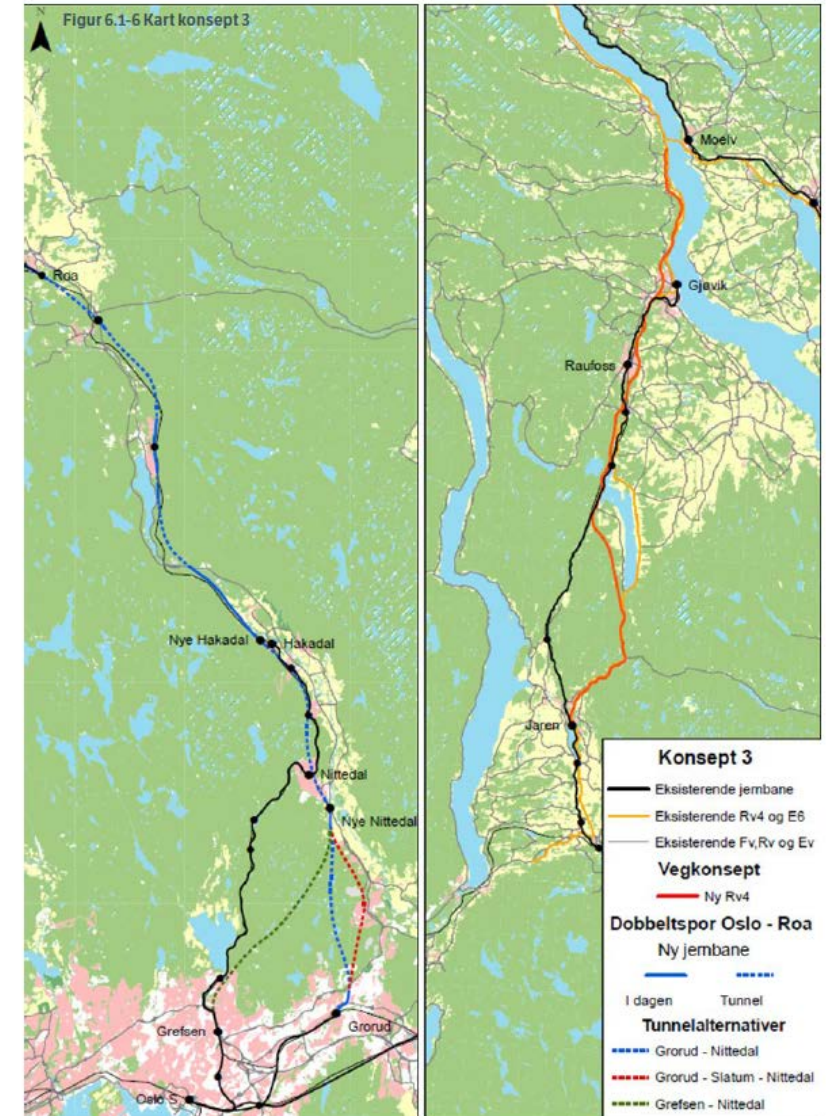 Figur 6.1-6 Kart konsept 3
Roa
Nye Hakadal
Hakadal
Nittedal
Nye Nittedal
Grefsen
Grorud
Oslo S
Moelv
Gjøvik
Raufoss
Jaren
Konsept 3
Eksisterende jernbane
Eksisterende Rv4 og E6
Eksisterende Fv,Rv og Ev
Vegkonsept
Ny Rv4
Dobbeltspor Oslo - Roa
Ny jernbane
I dagen Tunnel
Tunnelalternativer
Grorud - Nittedal
Grorud - Slatum - Nittedal
Grefsen - Nittedal